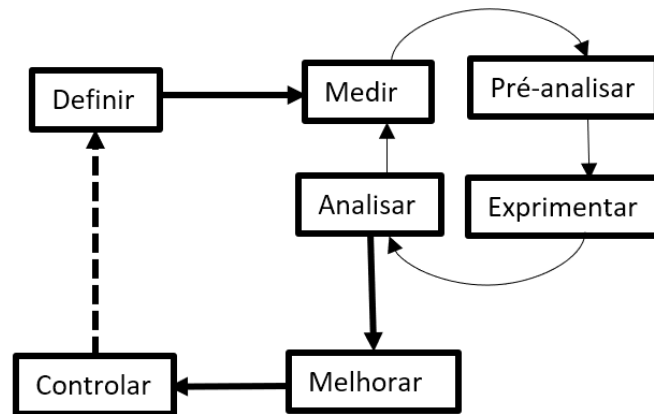 Definir
Medir
Pré-analisar
Analisar
Exprimentar
Controlar
Melhorar